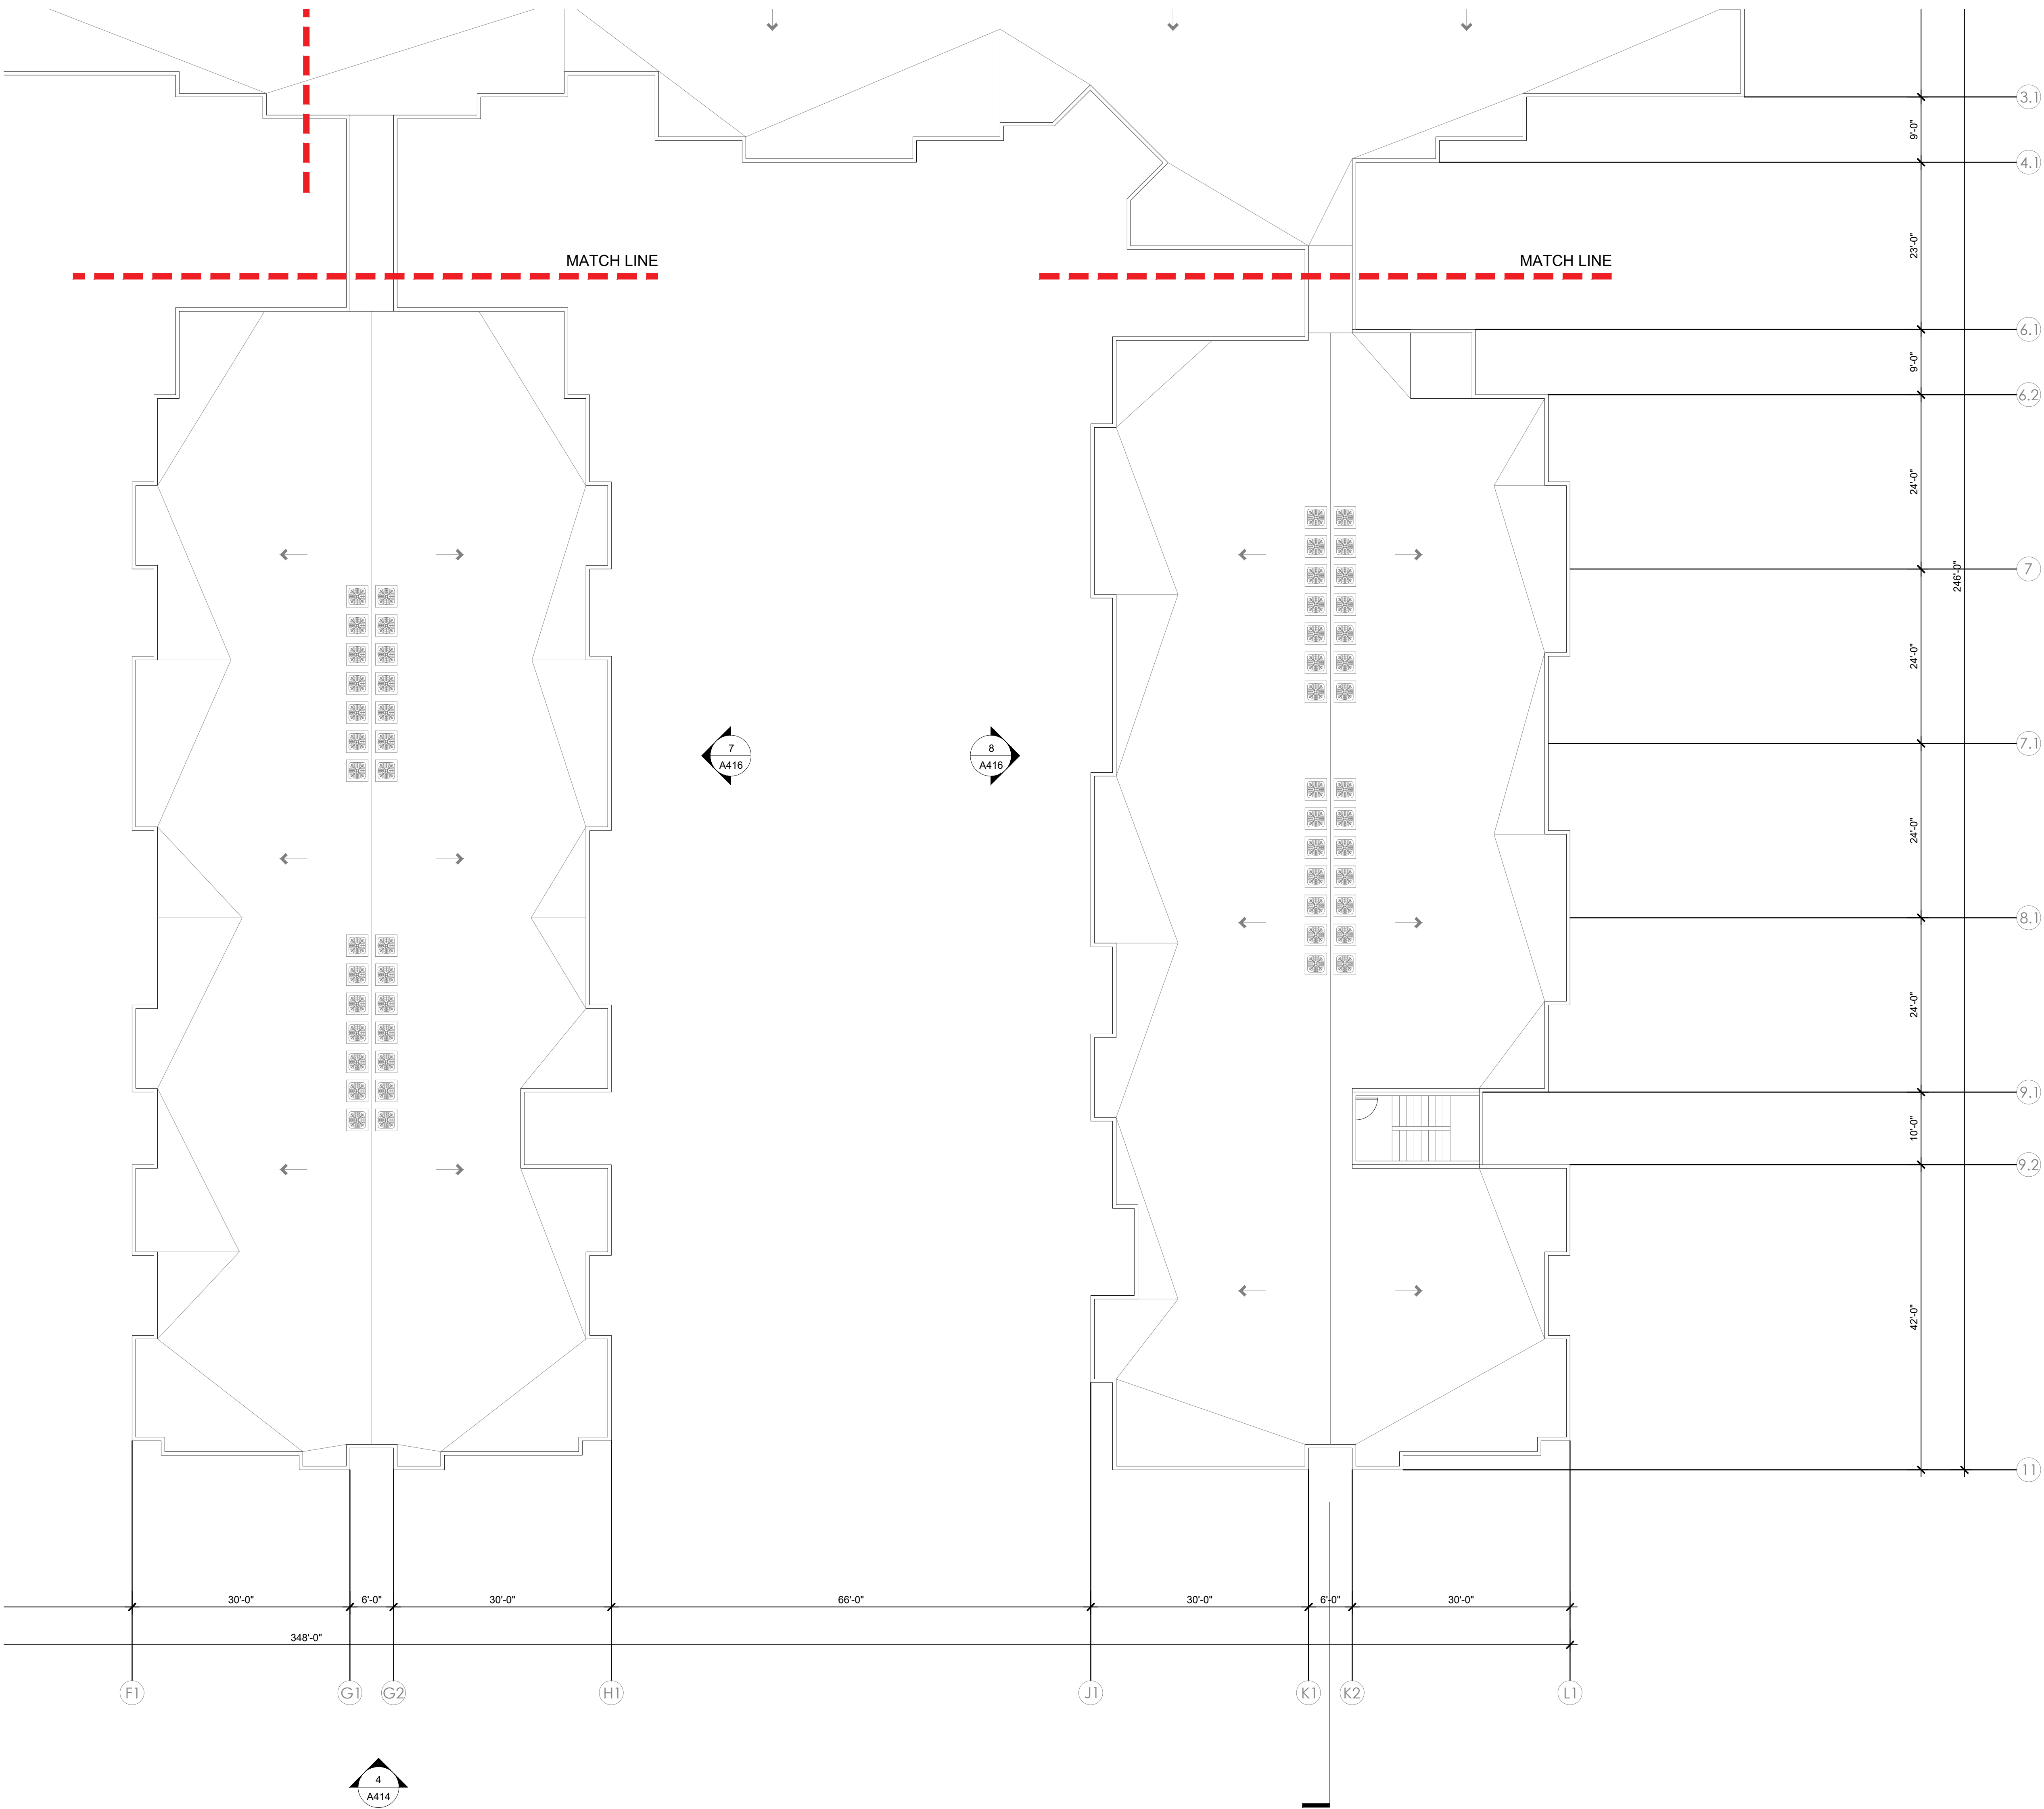 3.1
9'-0"
4.1
MATCH LINE
MATCH LINE
23'-0"
6.1
9'-0"
6.2
24'-0"
7
246'-0"
24'-0"
7.1
7
A416
8
A416
24'-0"
8.1
24'-0"
9.1
10'-0"
9.2
42'-0"
11
30'-0"
6'-0"
30'-0"
66'-0"
30'-0"
6'-0"
30'-0"
348'-0"
F1
G1
G2
H1
J1
K1
K2
L1
4
A414